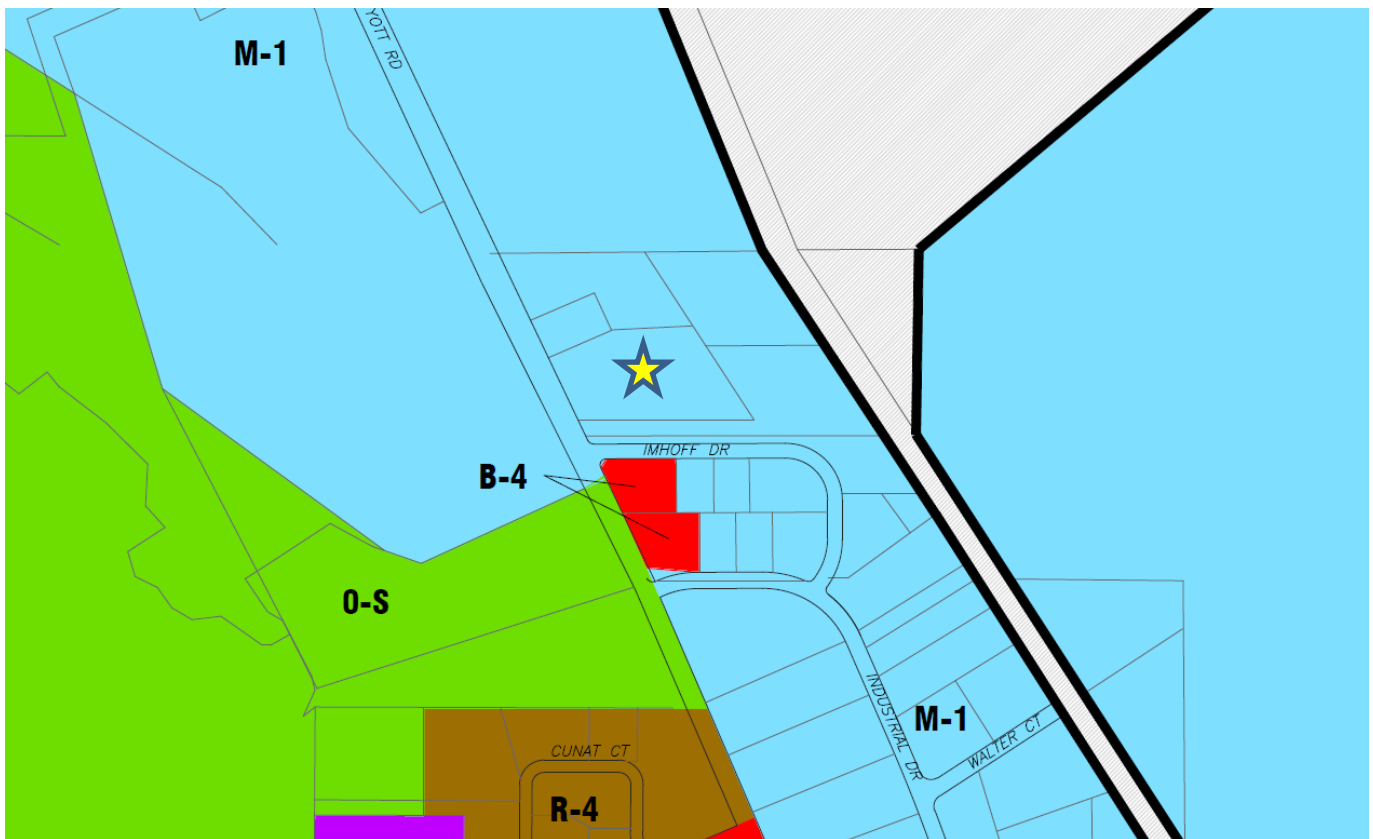 YOTT RD
M-1
IMHOFF DR
B-4
O-S
INDUSTRIAL DR
M-1
WALTER CT
CUNAT CT
R-4